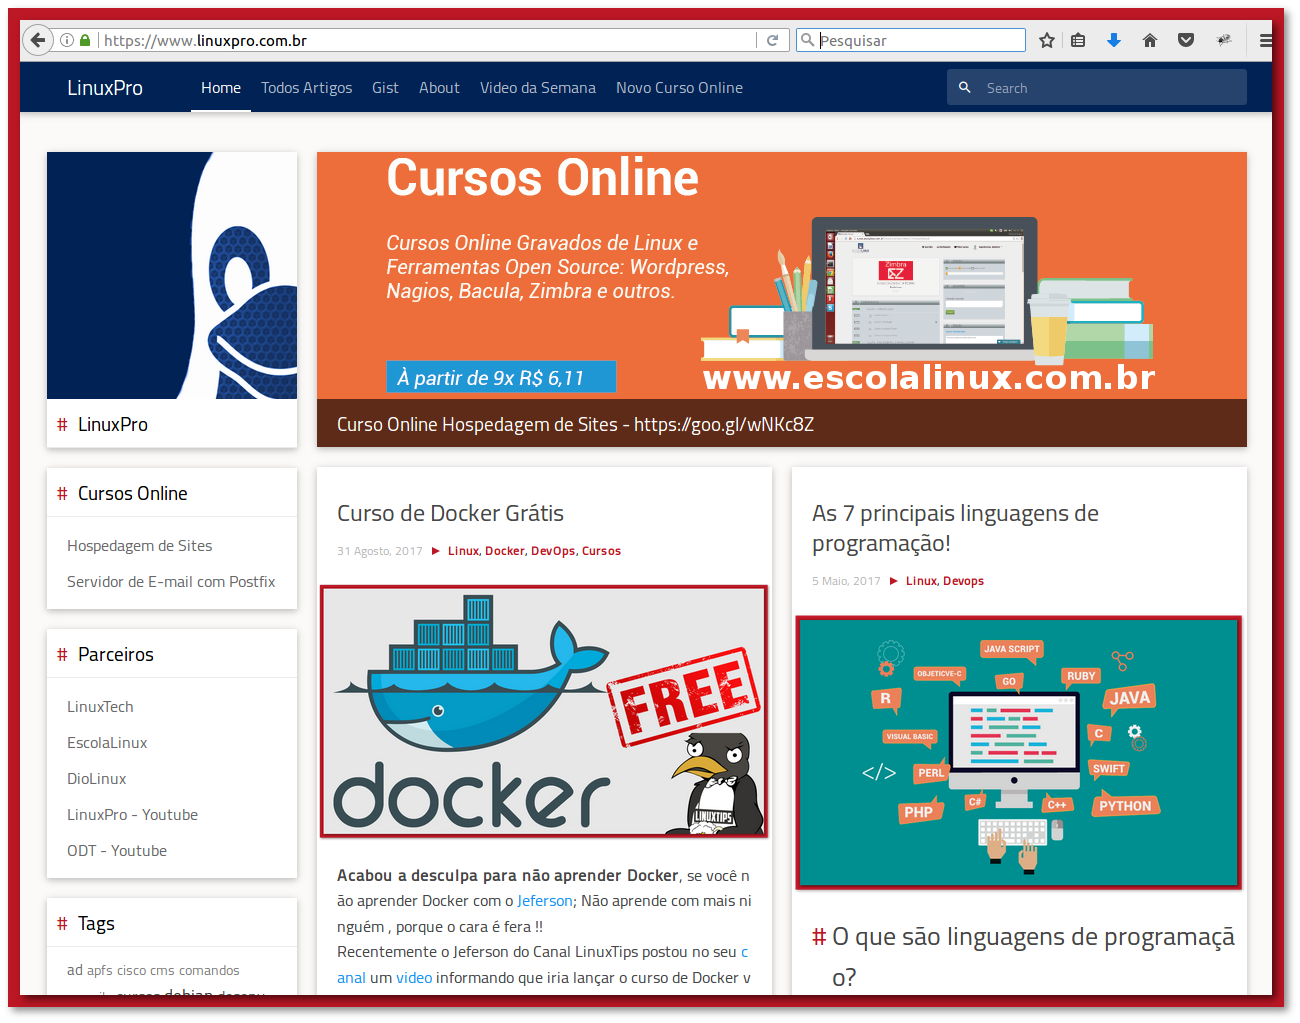 https://www.linuxpro.com.br
Pesquisar
LinuxPro
Home
Todos Artigos
Gist
About
Video da Semana
Novo Curso Online
Search
# LinuxPro
Cursos Online
Cursos Online Gravados de Linux e
Ferramentas Open Source: Wordpress,
Nagios, Bacula, Zimbra e outros.
À partir de 9x R$ 6,11
Zimbra
www.escolalinux.com.br
Curso Online Hospedagem de Sites - https://goo.gl/wNKc8Z
# Cursos Online
Hospedagem de Sites
Servidor de E-mail com Postfix
# Parceiros
LinuxTech
EscolaLinux
DioLinux
LinuxPro - Youtube
ODT - Youtube
# Tags
ad apfs cisco cms comandos
cursos debian
Curso de Docker Grátis
31 Agosto, 2017 ► Linux, Docker, DevOps, Cursos
FREE
docker
LINUXTIPS
Acabou a desculpa para não aprender Docker, se você n
ão aprender Docker com o Jeferson; Não aprende com mais ni
nguém , porque o cara é fera !!
Recentemente o Jeferson do Canal LinuxTips postou no seu c
anal um video informando que iria lançar o curso de Docker v
As 7 principais linguagens de
programação!
5 Maio, 2017 ► Linux, Devops
JAVA SCRIPT
OBJETICVE-C
GO
RUBY
R
JAVA
VISUAL BASIC
C
</>
PERL
SWIFT
PHP
C#
C++
PYTHON
# O que são linguagens de programaçã
o?